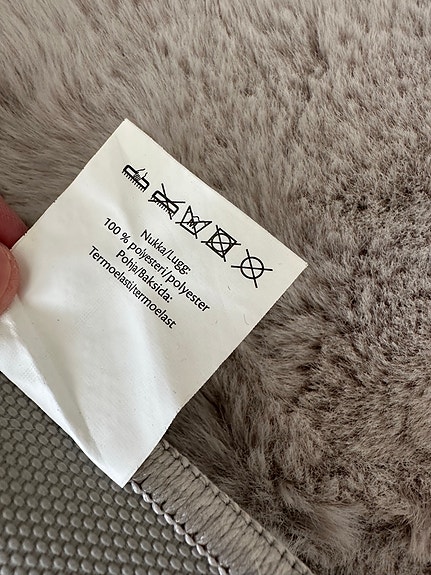 Nukka/Lugg:
100 % polyesteri/polyester
Pohja/Baksida:
Termoelasti/termoelast